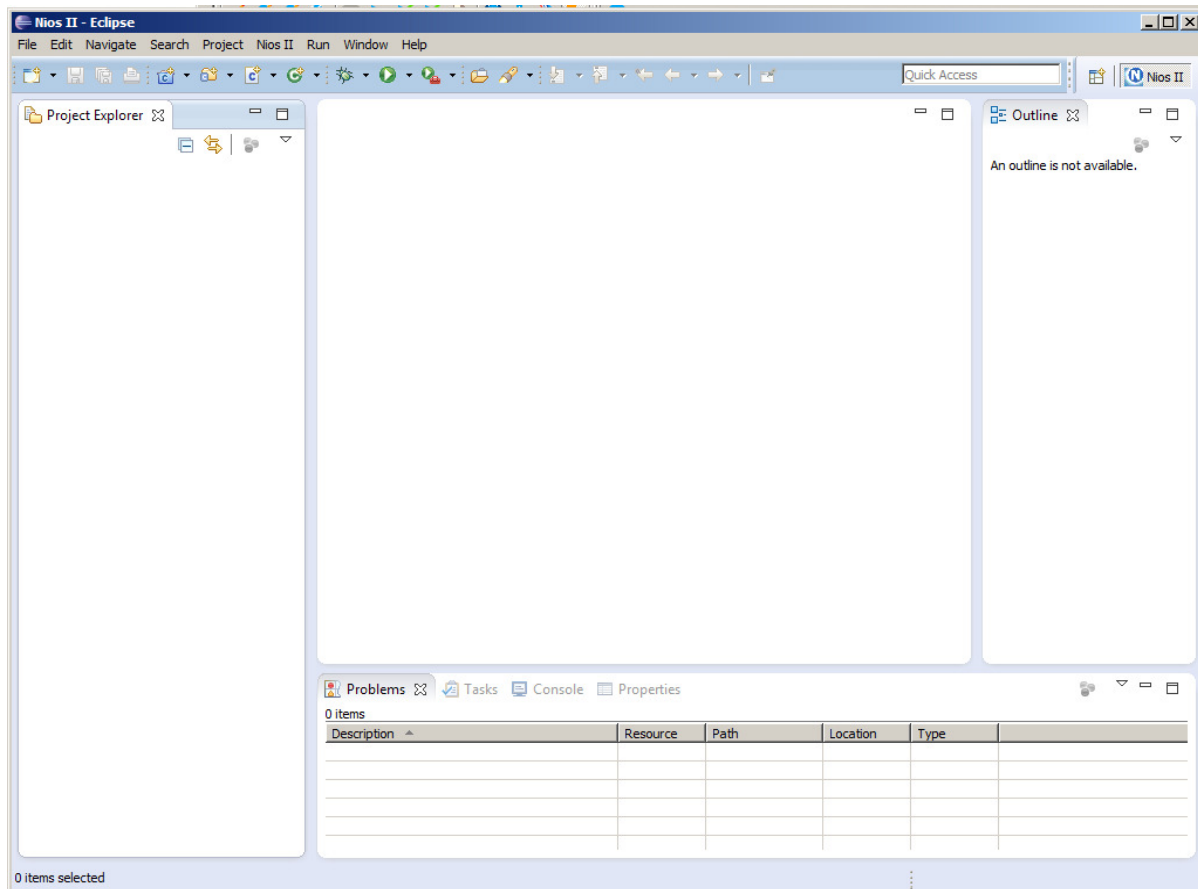 Nios II - Eclipse
File Edit Navigate Search Project Nios II Run Window Help
Quick Access
Nios II
Project Explorer
Outline
An outline is not available.
Problems Tasks Console Properties
0 items
Description Resource Path Location Type
0 items selected